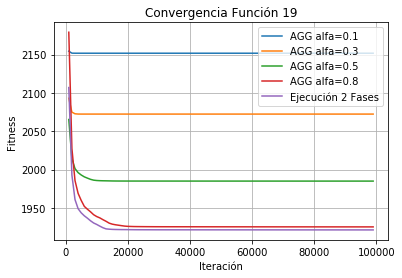 Convergencia Función 19
AGG alfa=0.1
AGG alfa=0.3
AGG alfa=0.5
AGG alfa=0.8
Ejecución 2 Fases
Fitness
2150
2100
2050
2000
1950
0 20000 40000 60000 80000 100000
Iteración